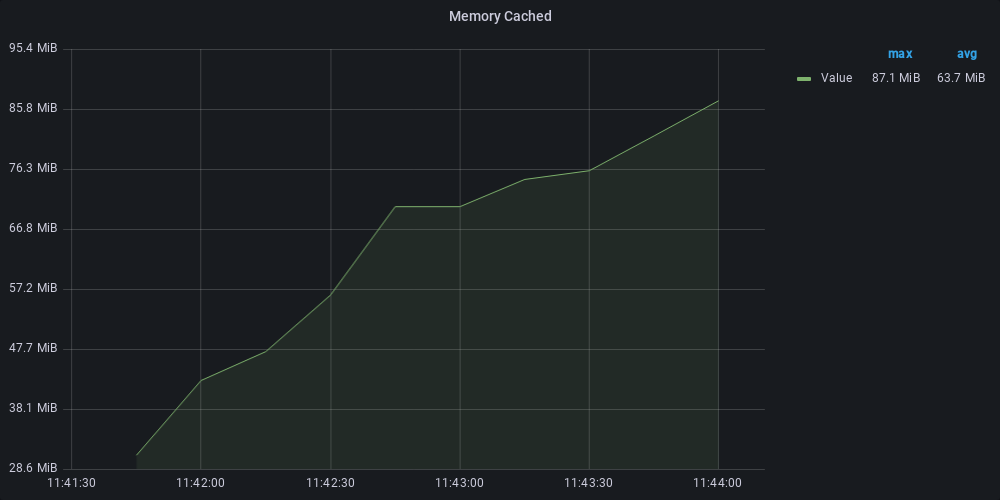 Memory Cached
95.4 MiB
85.8 MiB
76.3 MiB
66.8 MiB
57.2 MiB
47.7 MiB
38.1 MiB
28.6 MiB
11:41:30 11:42:00 11:42:30 11:43:00 11:43:30 11:44:00
max avg
Value 87.1 MiB 63.7 MiB